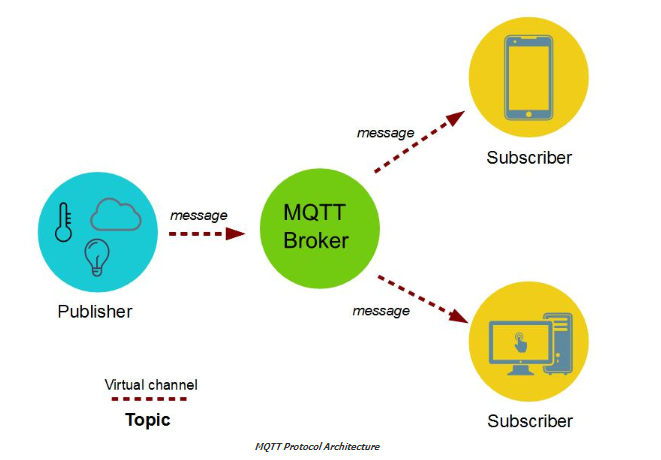 message
Subscriber
message
MQTT
Broker
Publisher
message
Subscriber
Virtual channel
Topic
MQTT Protocol Architecture